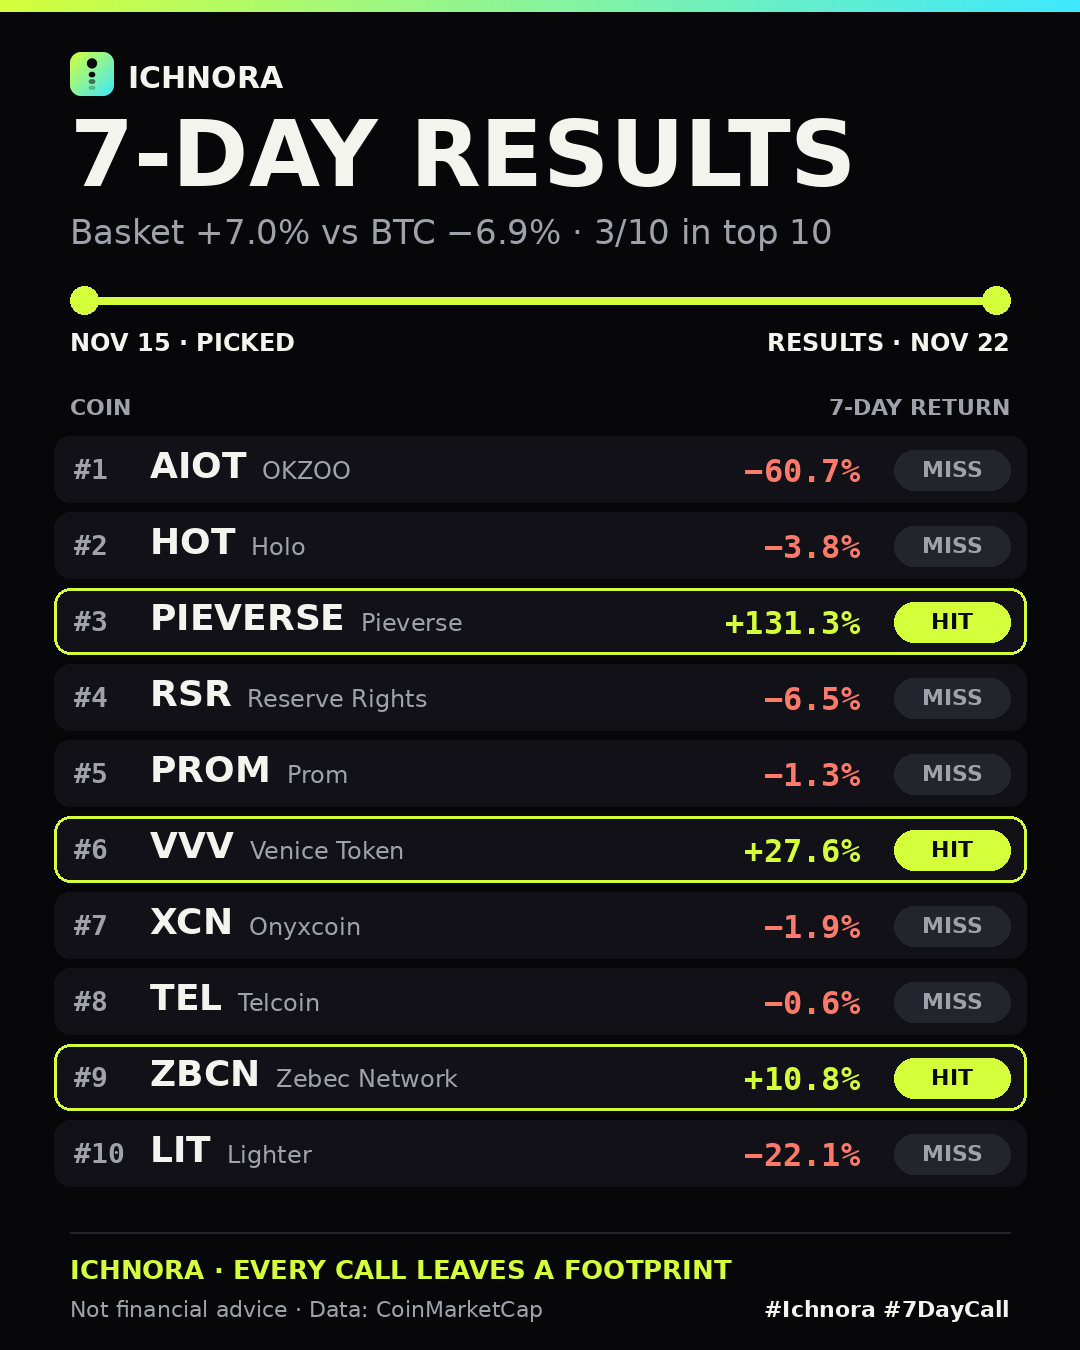 ICHNORA
7-DAY RESULTS
Basket +7.0% vs BTC −6.9% · 3/10 in top 10
NOV 15 · PICKED RESULTS · NOV 22
COIN 7-DAY RETURN
#1 AIOT OKZOO −60.7% MISS
#2 HOT Holo −3.8% MISS
#3 PIEVERSE Pieverse +131.3% HIT
#4 RSR Reserve Rights −6.5% MISS
#5 PROM Prom −1.3% MISS
#6 VVV Venice Token +27.6% HIT
#7 XCN Onyxcoin −1.9% MISS
#8 TEL Telcoin −0.6% MISS
#9 ZBCN Zebec Network +10.8% HIT
#10 LIT Lighter −22.1% MISS
ICHNORA · EVERY CALL LEAVES A FOOTPRINT
Not financial advice · Data: CoinMarketCap #Ichnora #7DayCall